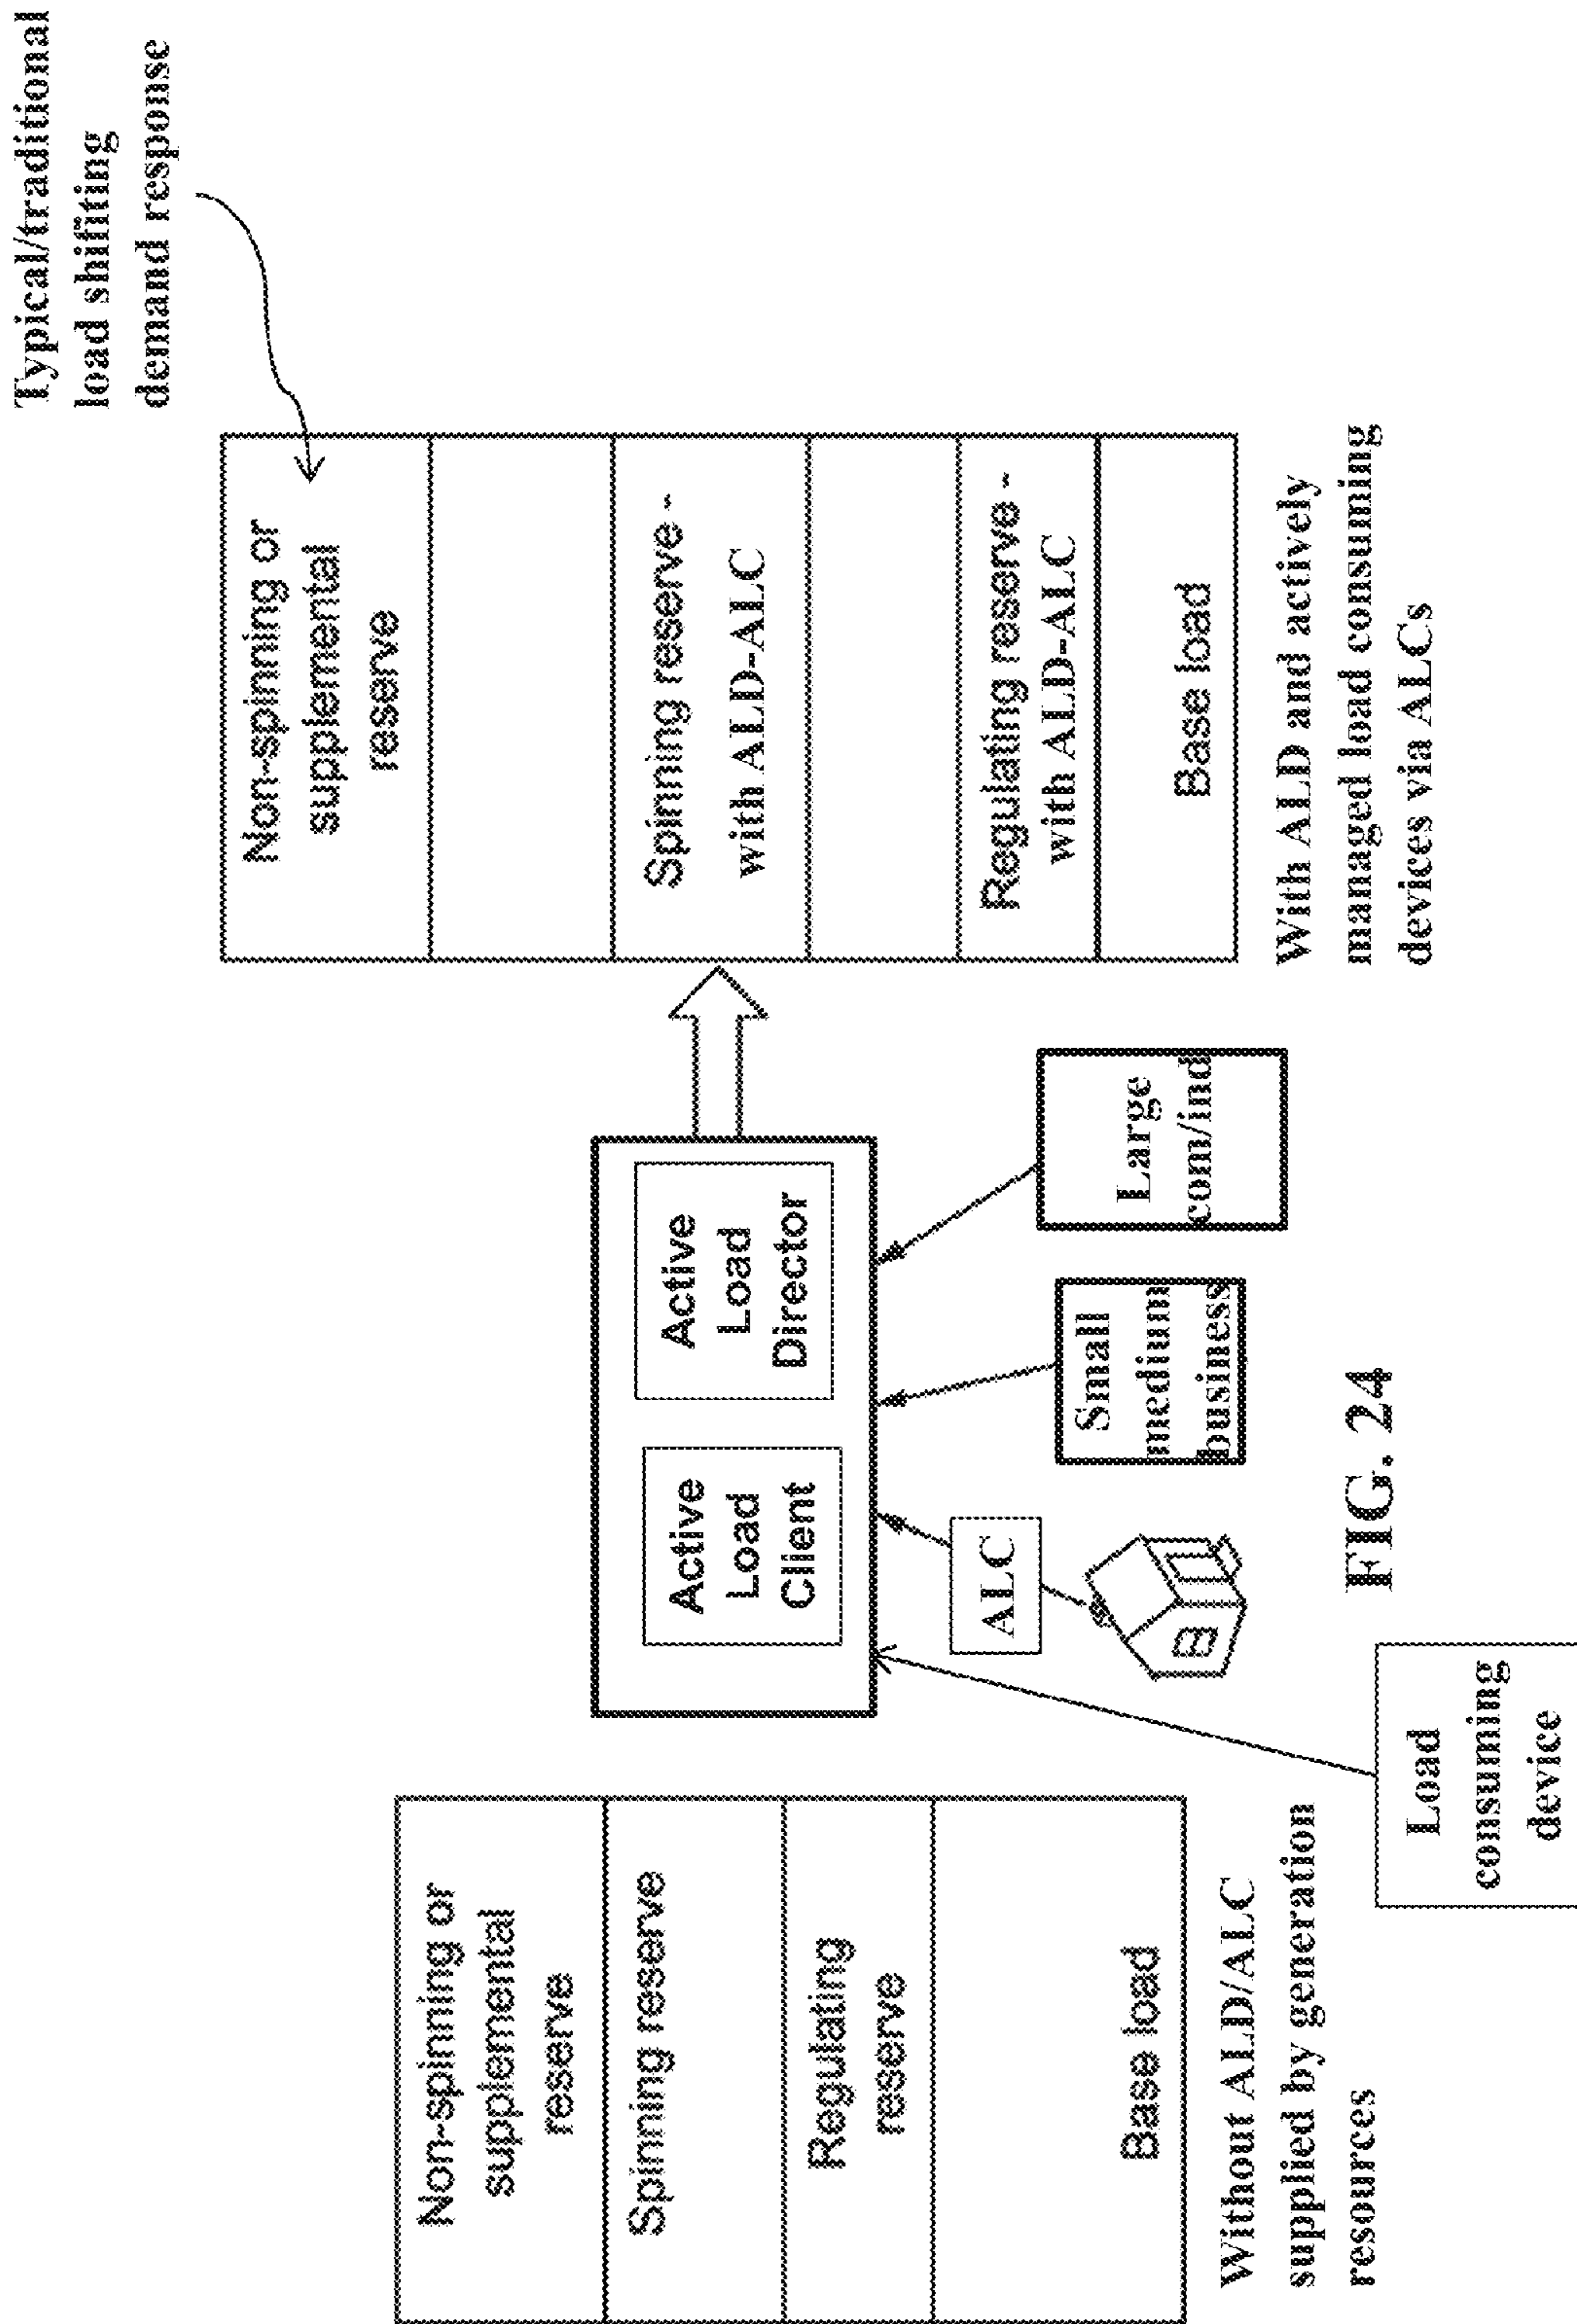 Typical/traditional
load shifiting
demand response
Non-spinning or
supplemental
reserve
Spinning reserve
Regulating
reserve
Base load
Without ALD/ALC
supplied by generation
resources
Active
Load
Client
Active
Load
Director
ALC
Small
medium
business
Large
com/ind
Load
consuming
device
Non-spinning or
supplemental
reserve
Spinning reserve -
with ALD-ALC
Regulating reserve -
with ALD-ALC
Base load
With ALD and actively
managed load consuming
devices via ALCs
FIG. 24